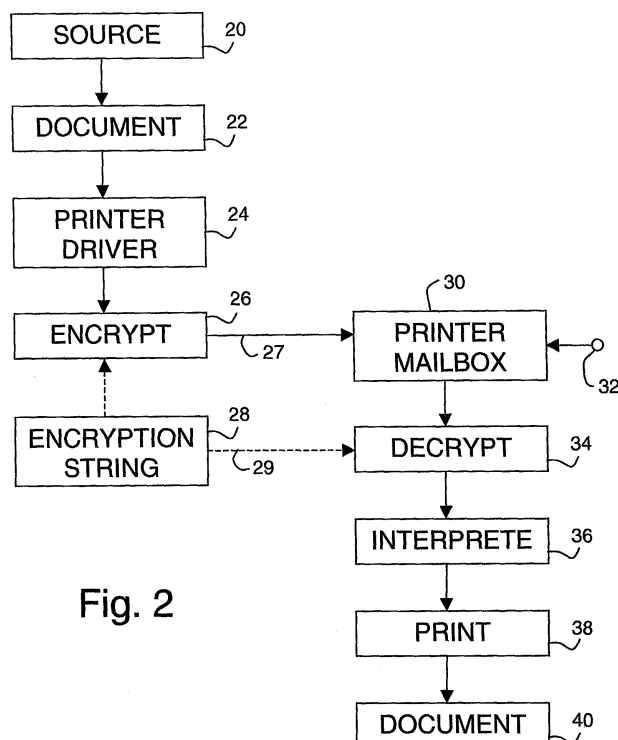 SOURCE
20
DOCUMENT
22
PRINTER
DRIVER
24
ENCRYPT
26
27
ENCRYPTION
STRING
28
29
PRINTER
MAILBOX
30
32
DECRYPT
34
INTERPRETE
36
PRINT
38
DOCUMENT
40
Fig. 2